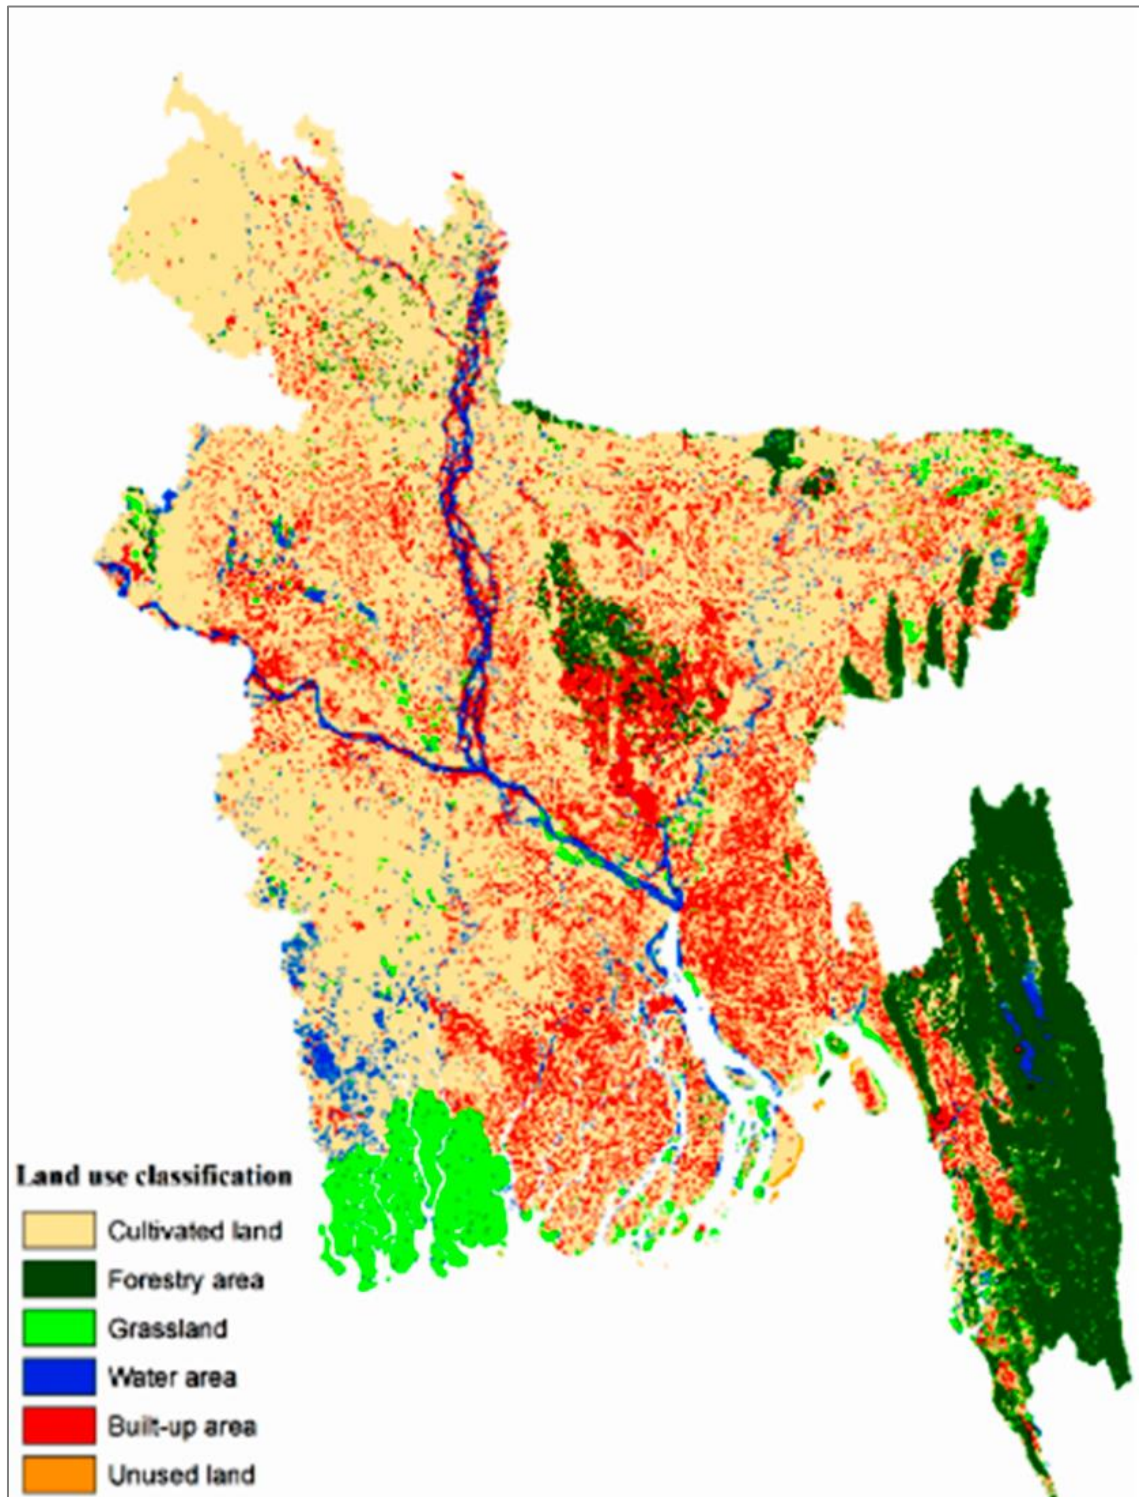 Land use classification
Cultivated land
Forestry area
Grassland
Water area
Built-up area
Unused land